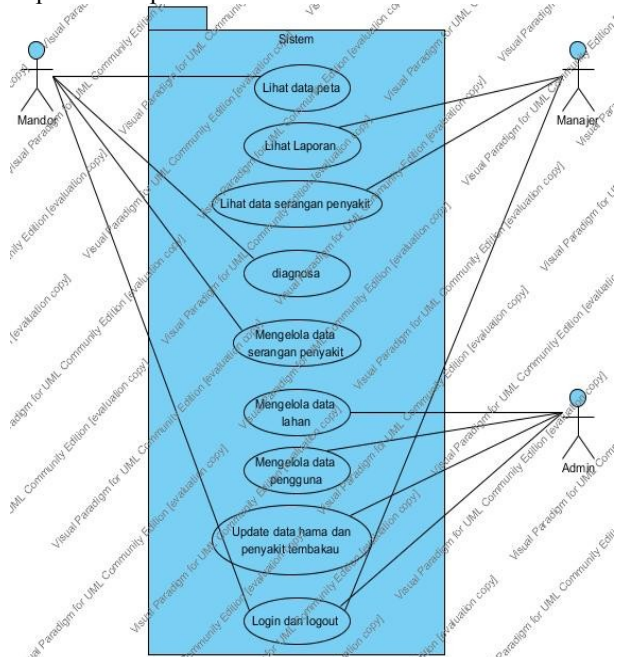 Sistem
Mandor
Manajer
Lihat data peta
Lihat Laporan
Lihat data serangan penyakit
diagnosa
Mengelola data
serangan penyakit
Mengelola data
lahan
Admin
Mengelola data
pengguna
Update data hama dan
penyakit tembakau
Login dan logout
Visual Paradigm for UML Community Edition [evaluation copy]